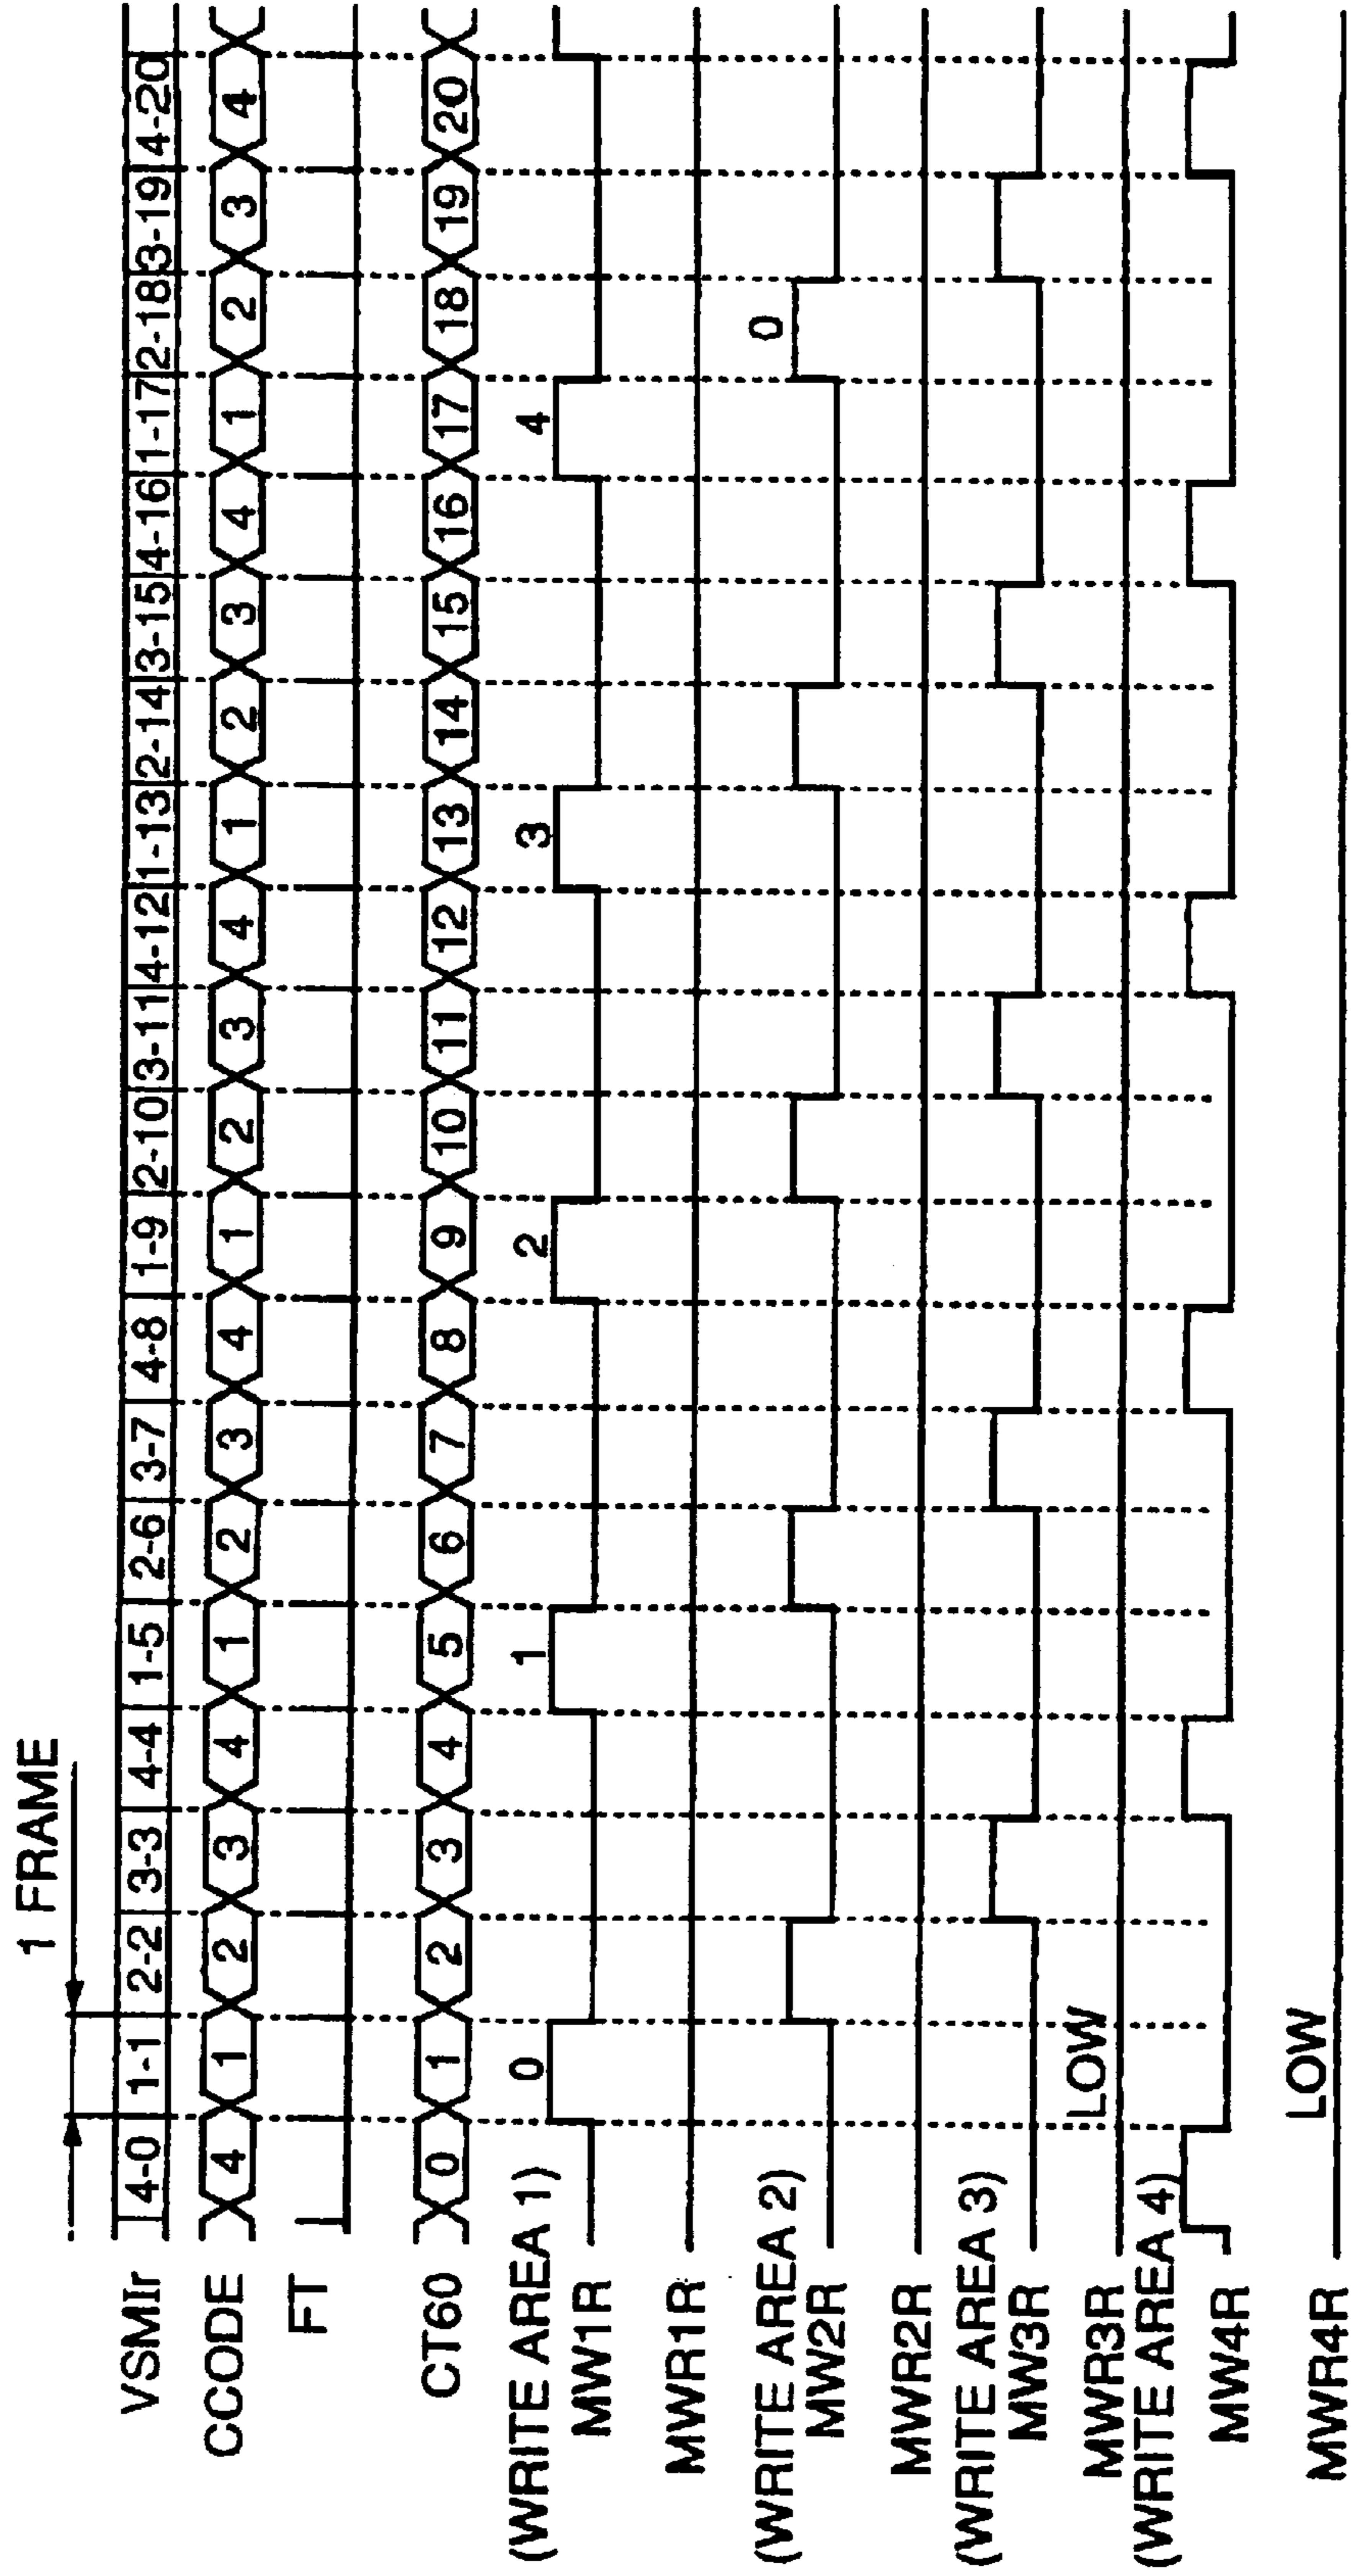 1 FRAME
VSMIr 4-0 1-1 2-2 3-3 4-4 1-5 2-6 3-7 4-8 1-9 2-10 3-11 4-12 1-13 2-14 3-15 4-16 1-17 2-18 3-19 4-20
CCODE 4 1 2 3 4 1 2 3 4 1 2 3 4 1 2 3 4 1 2 3 4
FT
CT60 0 1 2 3 4 5 6 7 8 9 10 11 12 13 14 15 16 17 18 19 20
(WRITE AREA 1) 0 1 2 3 4
MW1R
MWR1R
(WRITE AREA 2) 0
MW2R
MWR2R
(WRITE AREA 3)
MW3R
LOW
MWR3R
(WRITE AREA 4)
MW4R
LOW
MWR4R